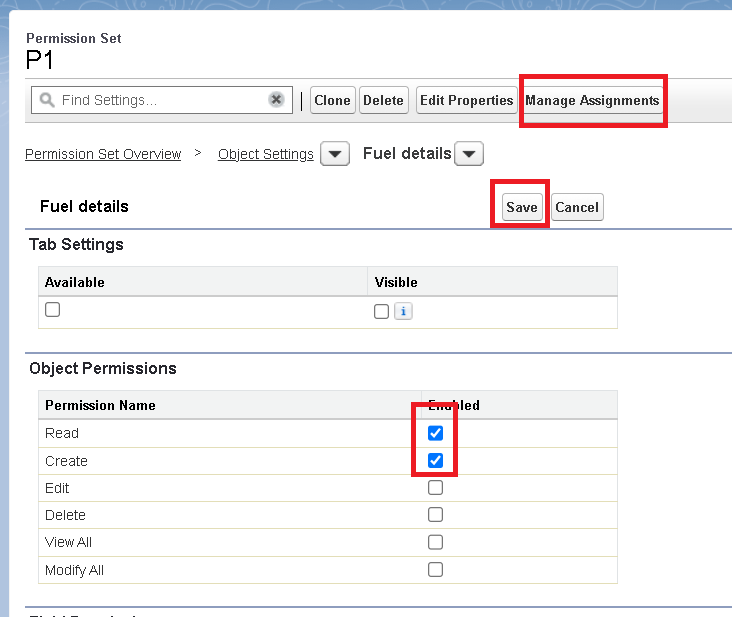 Permission Set
P1
Find Settings... | Clone Delete Edit Properties Manage Assignments
Permission Set Overview > Object Settings Fuel details
Fuel details Save Cancel
Tab Settings
Available Visible
i
Object Permissions
Permission Name Enabled
Read
Create
Edit
Delete
View All
Modify All